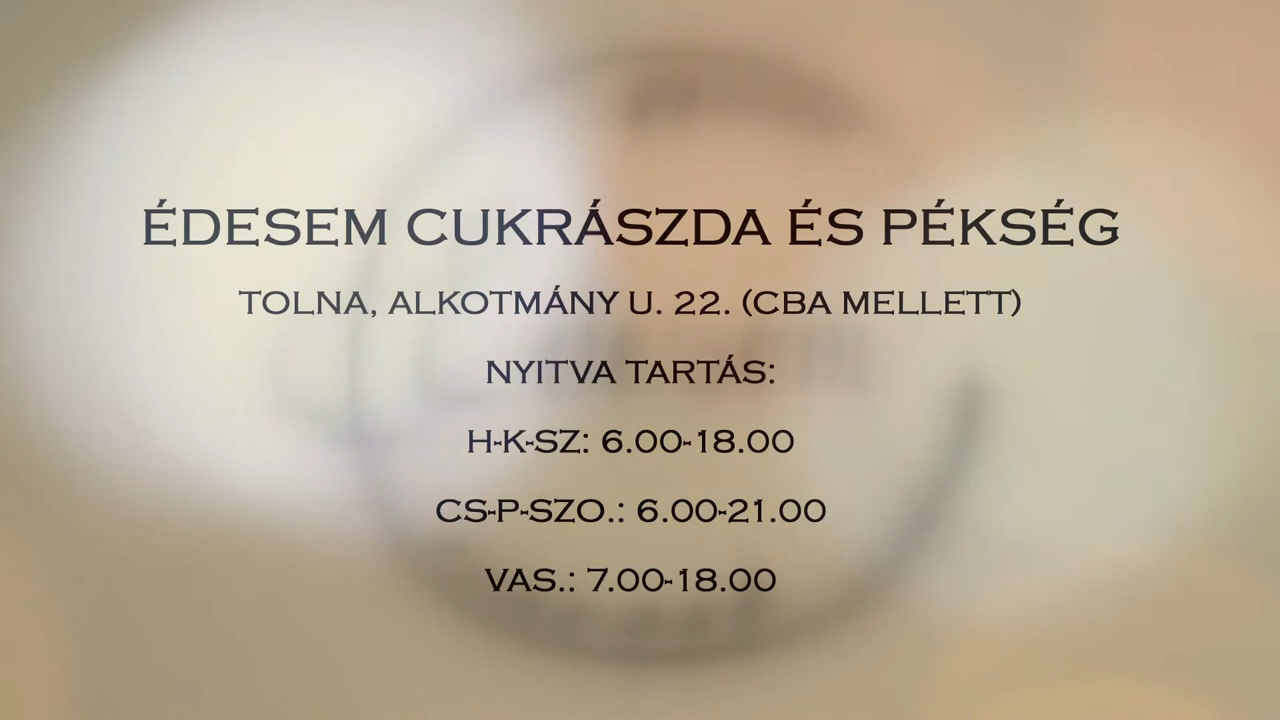 ÉDESEM CUKRÁSZDA ÉS PÉKSÉG
TOLNA, ALKOTMÁNY U. 22. (CBA MELLETT)
NYITVA TARTÁS:
H-K-SZ: 6.00-18.00
CS-P-SZO.: 6.00-21.00
VAS.: 7.00-18.00